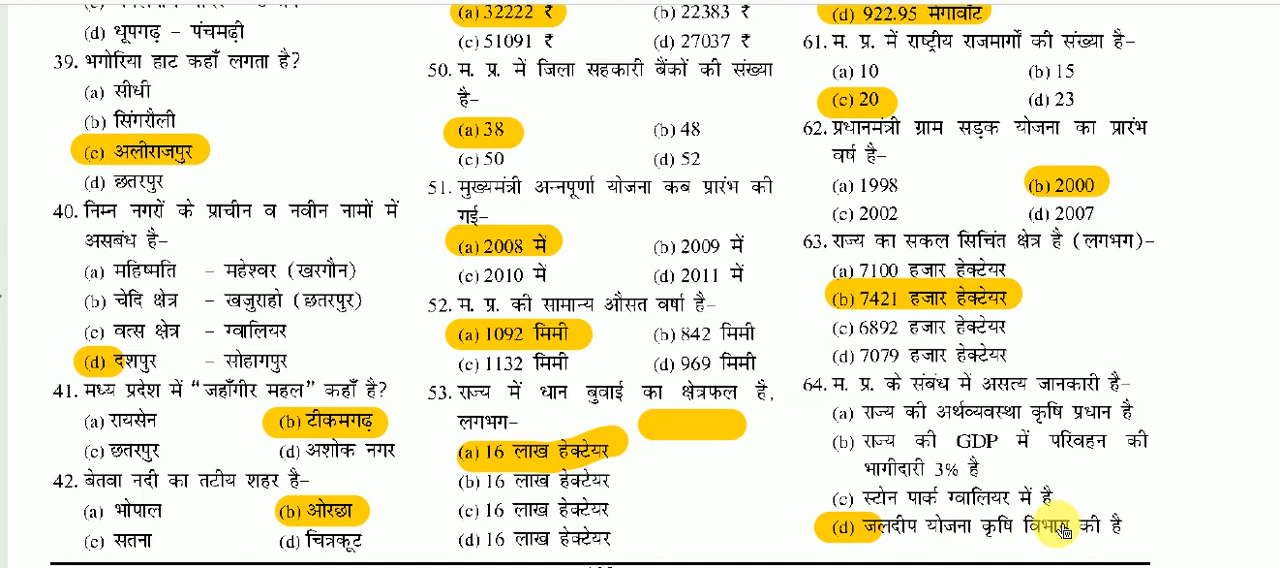 (d) धूपगढ़ – पंचमढ़ी
39. भगोरिया हाट कहाँ लगता है?
(a) सीधी
(b) सिंगरौली
(c) अलीराजपुर
(d) छतरपुर
40. निम्न नगरों के प्राचीन व नवीन नामों में
असबंध है–
(a) महिष्मति – महेश्वर (खरगौन)
(b) चेदि क्षेत्र – खजुराहो (छतरपुर)
(c) वत्स क्षेत्र – ग्वालियर
(d) दशपुर – सोहागपुर
41. मध्य प्रदेश में “जहाँगीर महल” कहाँ है?
(a) रायसेन (b) टीकमगढ़
(c) छतरपुर (d) अशोक नगर
42. बेतवा नदी का तटीय शहर है–
(a) भोपाल (b) ओरछा
(c) सतना (d) चित्रकूट
(a) 32222 ₹ (b) 22383 ₹
(c) 51091 ₹ (d) 27037 ₹
50. म. प्र. में जिला सहकारी बैंकों की संख्या
है–
(a) 38 (b) 48
(c) 50 (d) 52
51. मुख्यमंत्री अन्नपूर्णा योजना कब प्रारंभ की
गई–
(a) 2008 में (b) 2009 में
(c) 2010 में (d) 2011 में
52. म. प्र. की सामान्य औसत वर्षा है–
(a) 1092 मिमी (b) 842 मिमी
(c) 1132 मिमी (d) 969 मिमी
53. राज्य में धान बुवाई का क्षेत्रफल है,
लगभग–
(a) 16 लाख हेक्टेयर
(b) 16 लाख हेक्टेयर
(c) 16 लाख हेक्टेयर
(d) 16 लाख हेक्टेयर
(d) 922.95 मेगावॉट
61. म. प्र. में राष्ट्रीय राजमार्गों की संख्या है–
(a) 10 (b) 15
(c) 20 (d) 23
62. प्रधानमंत्री ग्राम सड़क योजना का प्रारंभ
वर्ष है–
(a) 1998 (b) 2000
(c) 2002 (d) 2007
63. राज्य का सकल सिचिंत क्षेत्र है (लगभग)–
(a) 7100 हजार हेक्टेयर
(b) 7421 हजार हेक्टेयर
(c) 6892 हजार हेक्टेयर
(d) 7079 हजार हेक्टेयर
64. म. प्र. के संबंध में असत्य जानकारी है–
(a) राज्य की अर्थव्यवस्था कृषि प्रधान है
(b) राज्य की GDP में परिवहन की
भागीदारी 3% है
(c) स्टोन पार्क ग्वालियर में है
(d) जलदीप योजना कृषि विभाग की है